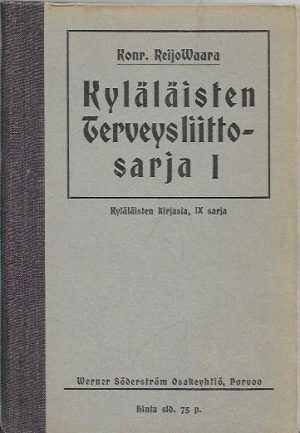 Konr. ReijoWaara
Kyläläisten
Terveysliitto-
sarja I
Kyläläisten kirjasia, IX sarja
Werner Söderström Osakeyhtiö, Porvoo
Hinta sid. 75 p.